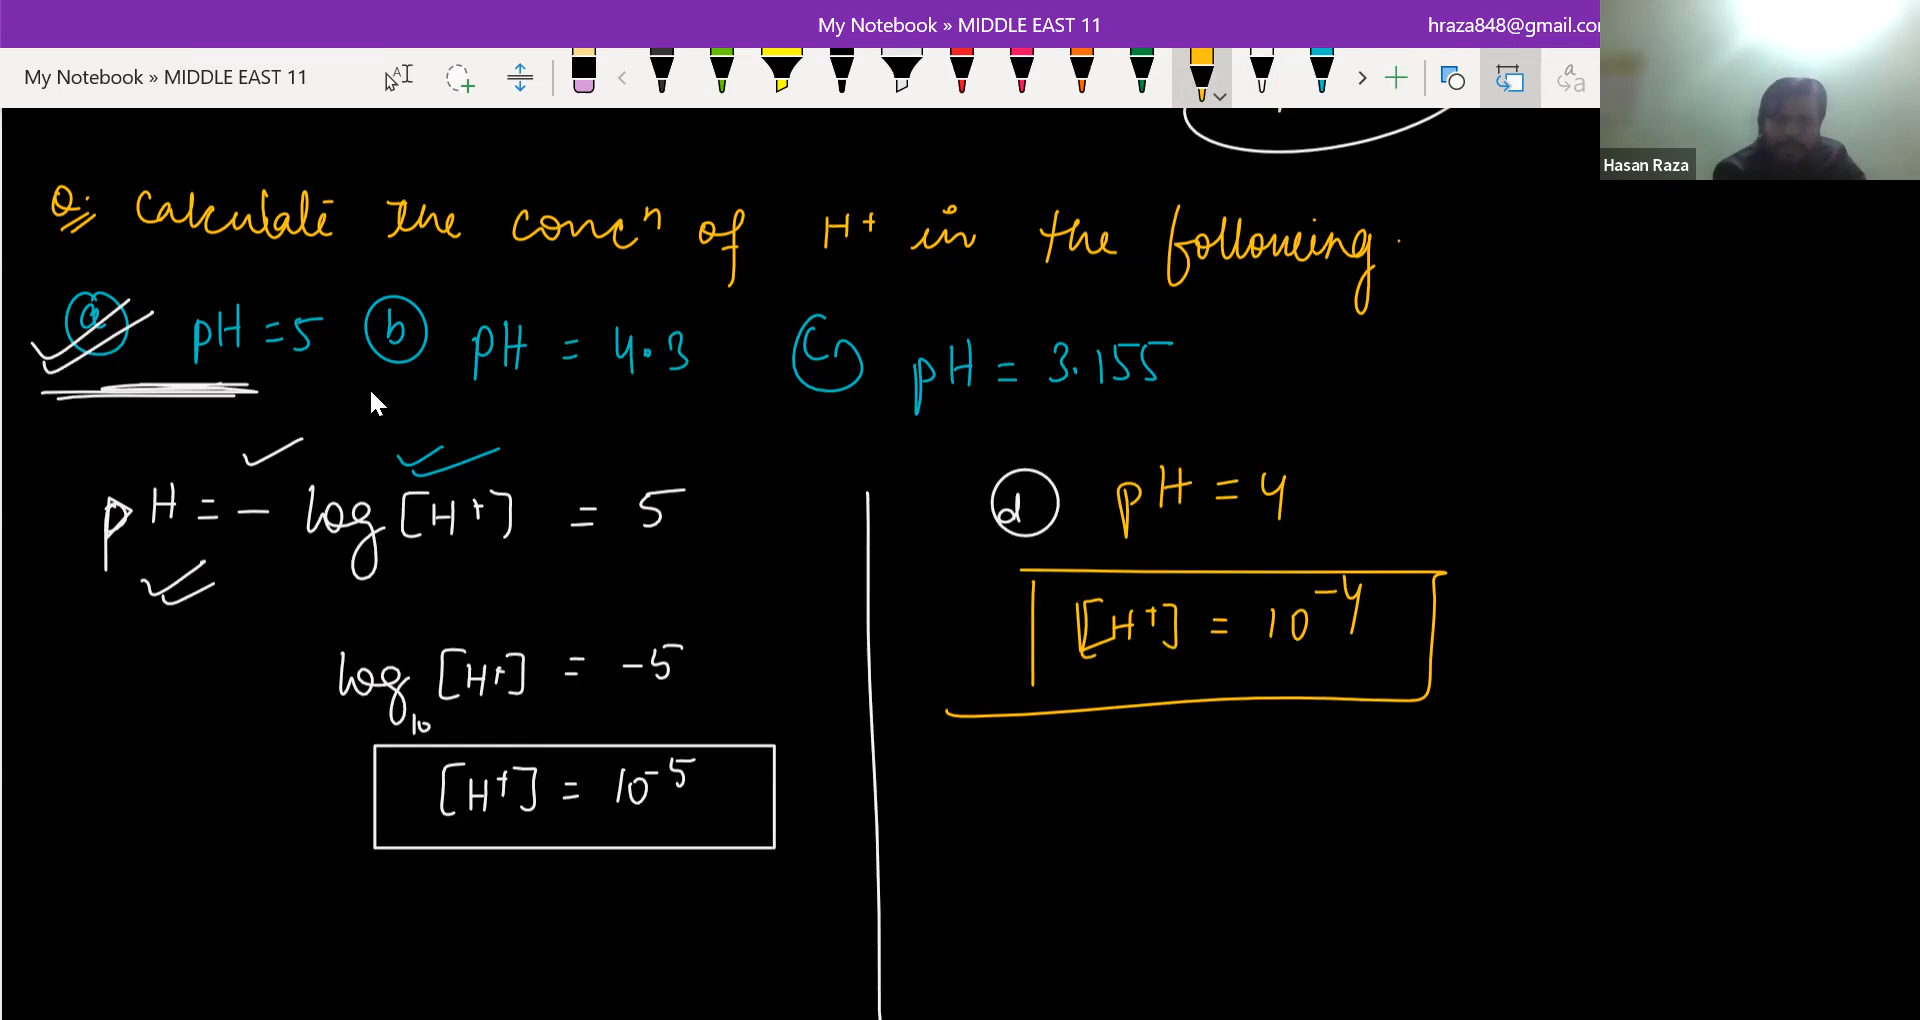 My Notebook » MIDDLE EAST 11
hraza848@gmail.co
My Notebook » MIDDLE EAST 11
Hasan Raza
Q: Calculate the concⁿ of H⁺ in the following.
(a) pH = 5 (b) pH = 4.3 (c) pH = 3.155
pH = - log [H⁺] = 5
log₁₀ [H⁺] = -5
[H⁺] = 10⁻⁵
(d) pH = 4
[H⁺] = 10⁻⁴